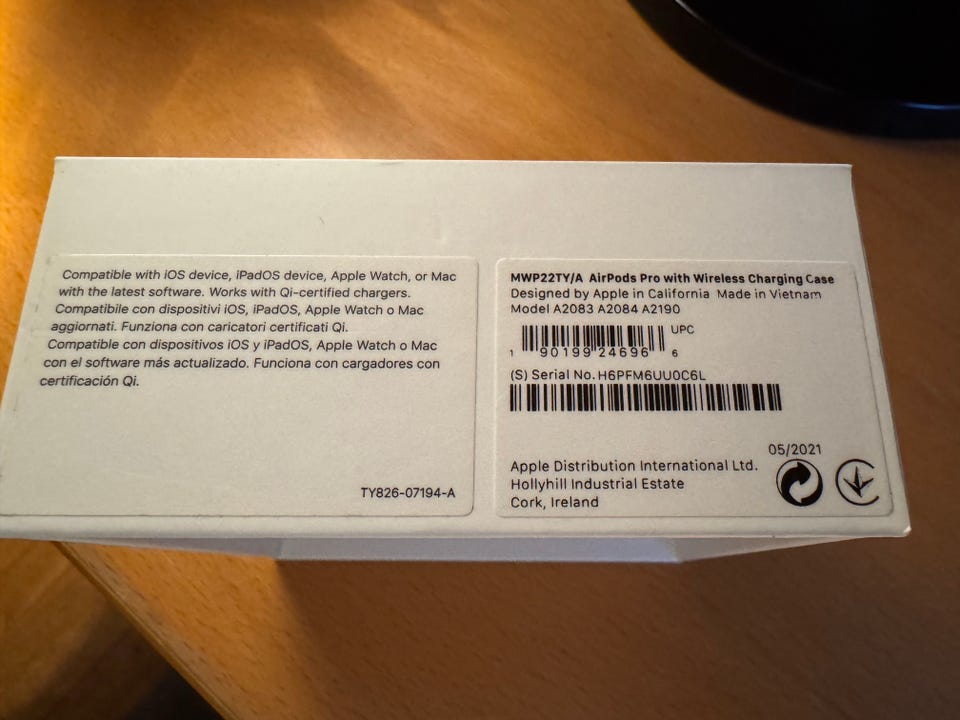 Compatible with iOS device, iPadOS device, Apple Watch, or Mac
with the latest software. Works with Qi-certified chargers.
Compatibile con dispositivi iOS, iPadOS, Apple Watch o Mac
aggiornati. Funziona con caricatori certificati Qi.
Compatible con dispositivos iOS y iPadOS, Apple Watch o Mac
con el software más actualizado. Funciona con cargadores con
certificación Qi.
TY826-07194-A
MWP22TY/A AirPods Pro with Wireless Charging Case
Designed by Apple in California Made in Vietnam
Model A2083 A2084 A2190
UPC
1 90199 24696 6
(S) Serial No. H6PFM6UU0C6L
05/2021
Apple Distribution International Ltd.
Hollyhill Industrial Estate
Cork, Ireland